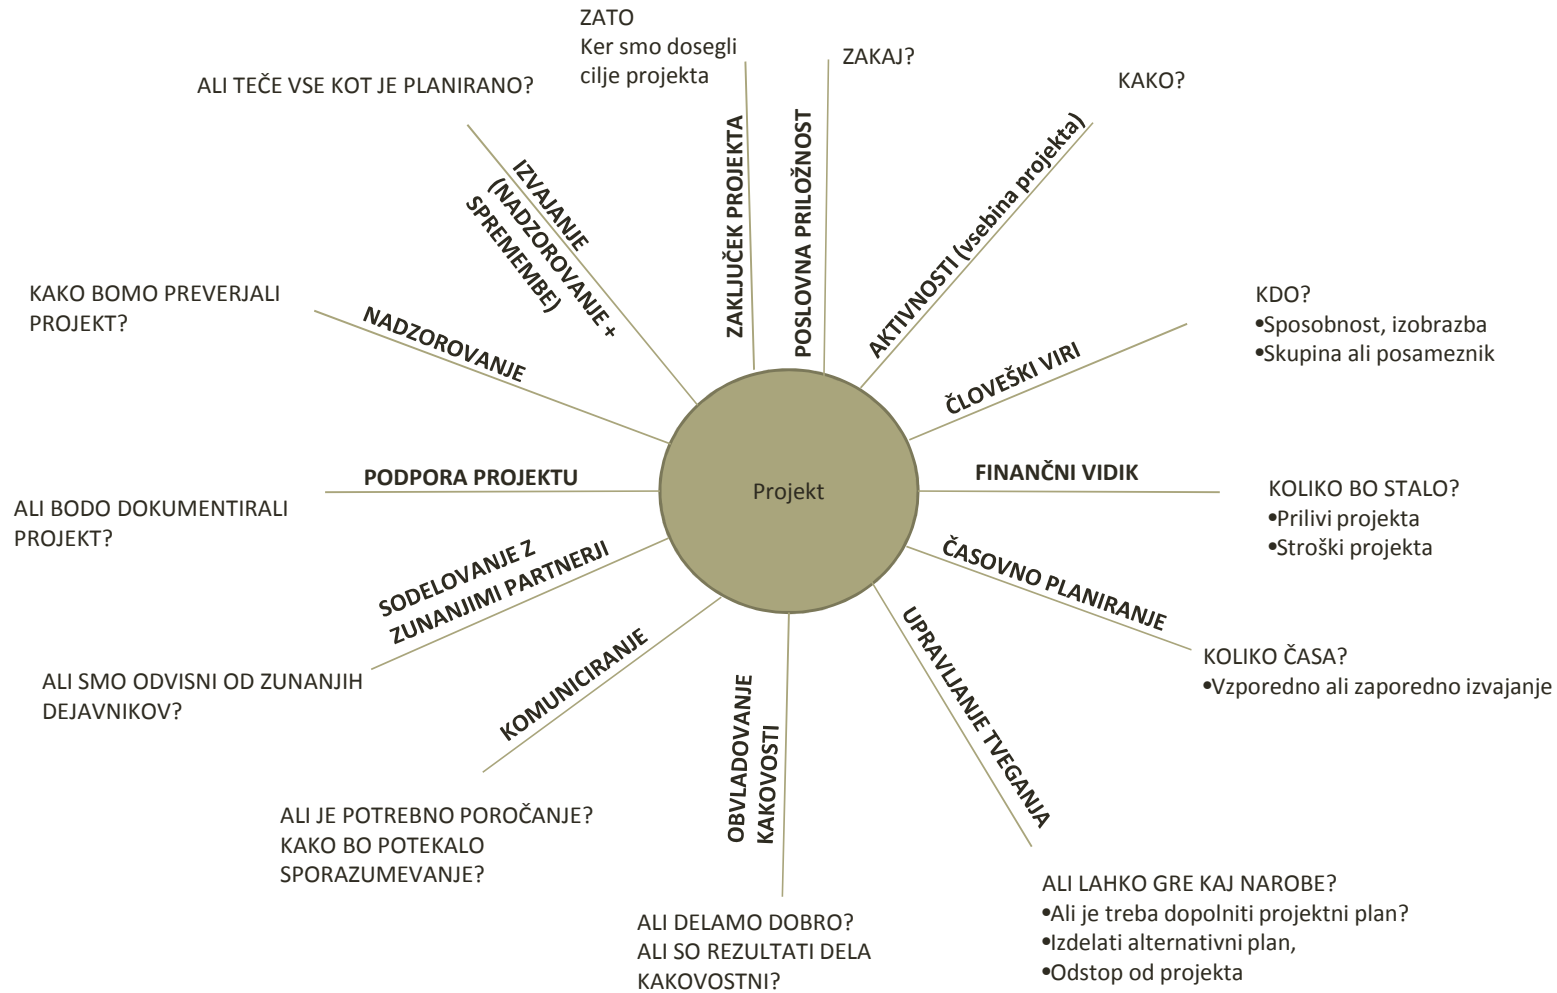 ZATO
Ker smo dosegli
cilje projekta
ZAKAJ?
KAKO?
ALI TEČE VSE KOT JE PLANIRANO?
ZAKLJUČEK PROJEKTA
POSLOVNA PRILOŽNOST
AKTIVNOSTI (vsebina projekta)
IZVAJANJE
(NADZOROVANJE +
SPREMEMBE)
KAKO BOMO PREVERJALI
PROJEKT?
NADZOROVANJE
ČLOVEŠKI VIRI
KDO?
•Sposobnost, izobrazba
•Skupina ali posameznik
PODPORA PROJEKTU
Projekt
FINANČNI VIDIK
KOLIKO BO STALO?
•Prilivi projekta
•Stroški projekta
ALI BODO DOKUMENTIRALI
PROJEKT?
SODELOVANJE Z
ZUNANJIMI PARTNERJI
ČASOVNO PLANIRANJE
KOLIKO ČASA?
•Vzporedno ali zaporedno izvajanje
ALI SMO ODVISNI OD ZUNANJIH
DEJAVNIKOV?
KOMUNICIRANJE
OBVLADOVANJE
KAKOVOSTI
UPRAVLJANJE TVEGANJA
ALI JE POTREBNO POROČANJE?
KAKO BO POTEKALO
SPORAZUMEVANJE?
ALI DELAMO DOBRO?
ALI SO REZULTATI DELA
KAKOVOSTNI?
ALI LAHKO GRE KAJ NAROBE?
•Ali je treba dopolniti projektni plan?
•Izdelati alternativni plan,
•Odstop od projekta